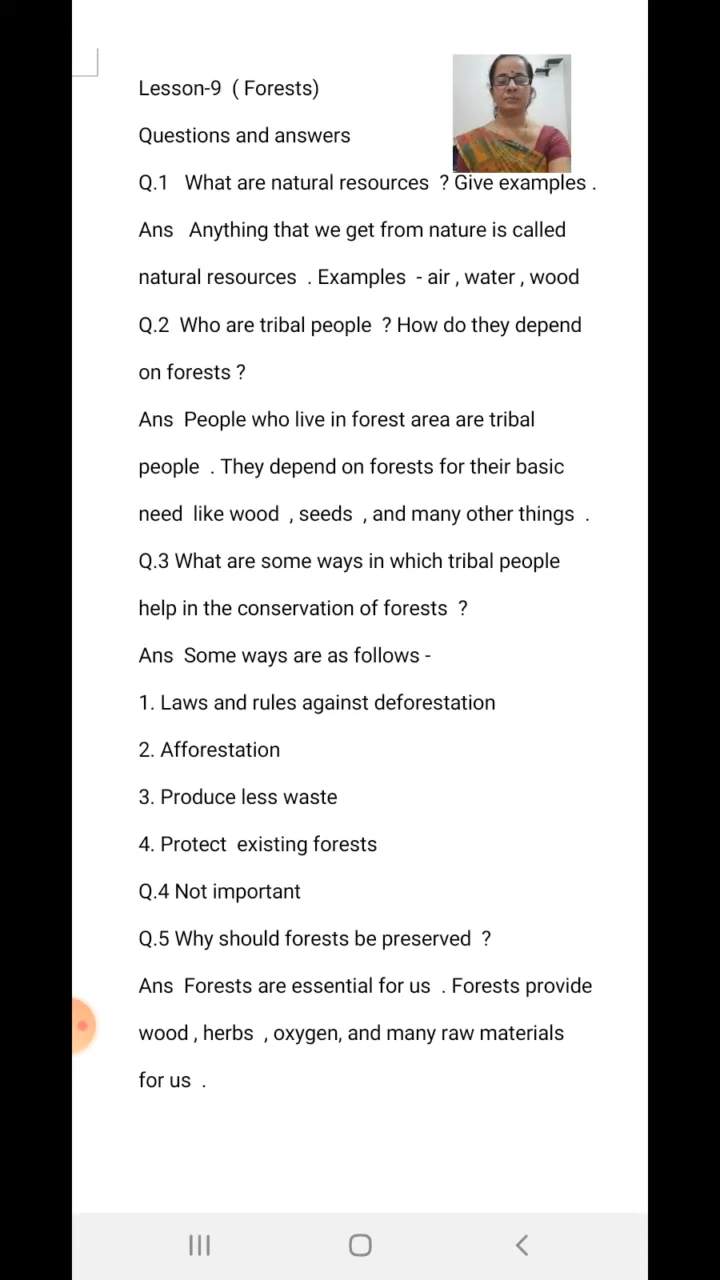 Lesson-9 ( Forests)
Questions and answers
Q.1 What are natural resources ? Give examples .
Ans Anything that we get from nature is called
natural resources . Examples - air , water , wood
Q.2 Who are tribal people ? How do they depend
on forests ?
Ans People who live in forest area are tribal
people . They depend on forests for their basic
need like wood , seeds , and many other things .
Q.3 What are some ways in which tribal people
help in the conservation of forests ?
Ans Some ways are as follows -
1. Laws and rules against deforestation
2. Afforestation
3. Produce less waste
4. Protect existing forests
Q.4 Not important
Q.5 Why should forests be preserved ?
Ans Forests are essential for us . Forests provide
wood , herbs , oxygen, and many raw materials
for us .